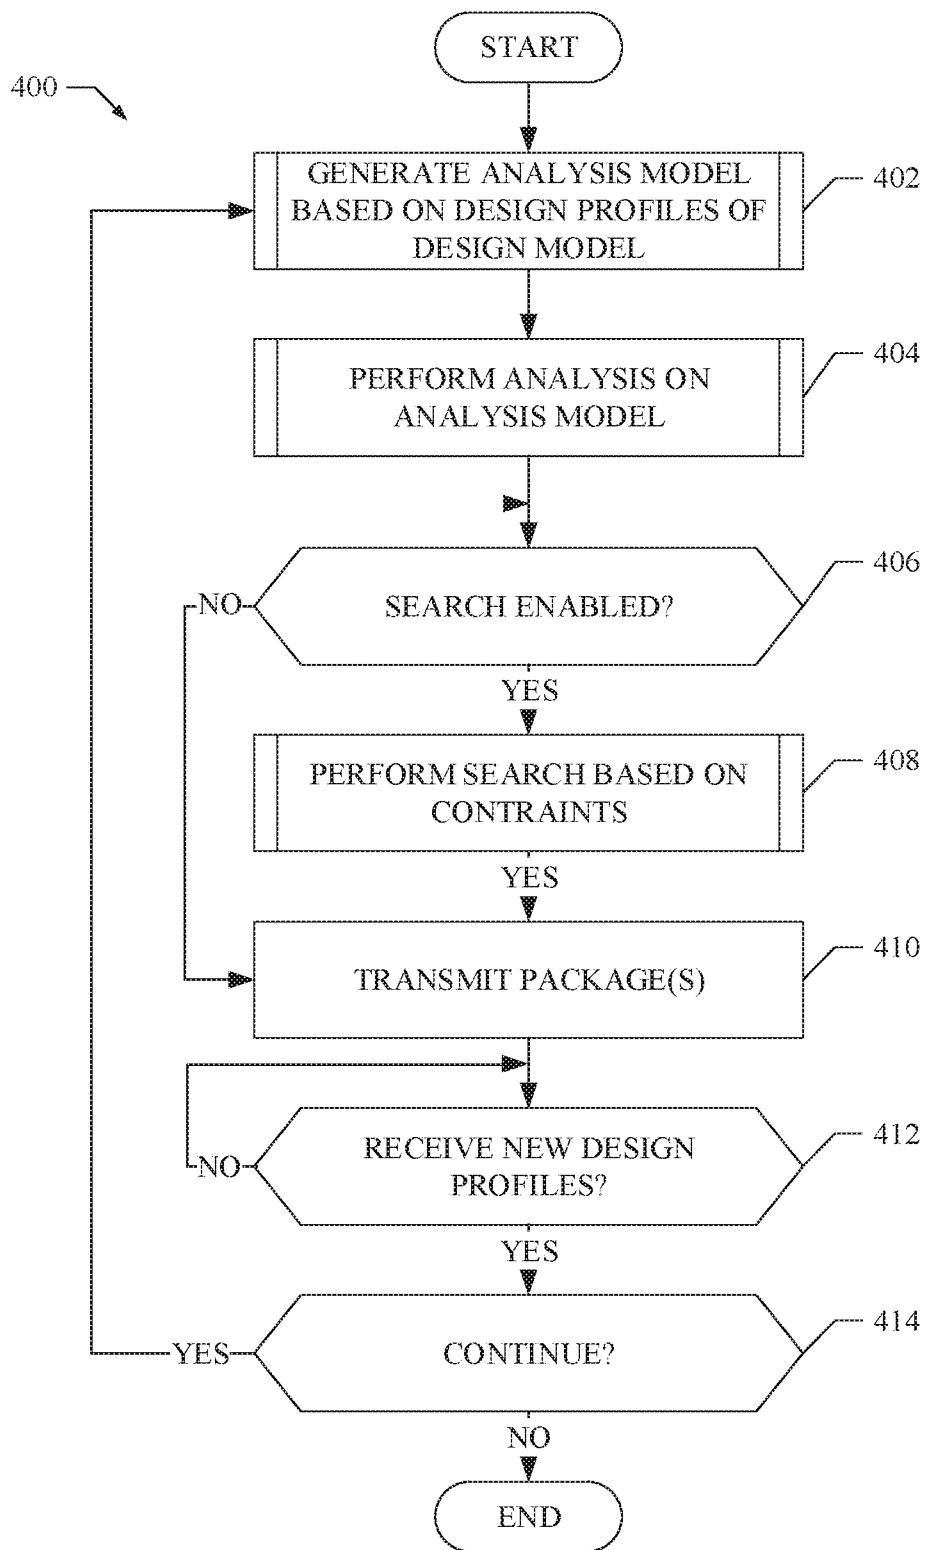 START
400
GENERATE ANALYSIS MODEL
BASED ON DESIGN PROFILES OF
DESIGN MODEL
402
PERFORM ANALYSIS ON
ANALYSIS MODEL
404
SEARCH ENABLED?
406
NO
YES
PERFORM SEARCH BASED ON
CONTRAINTS
408
YES
TRANSMIT PACKAGE(S)
410
RECEIVE NEW DESIGN
PROFILES?
412
NO
YES
CONTINUE?
414
YES
NO
END